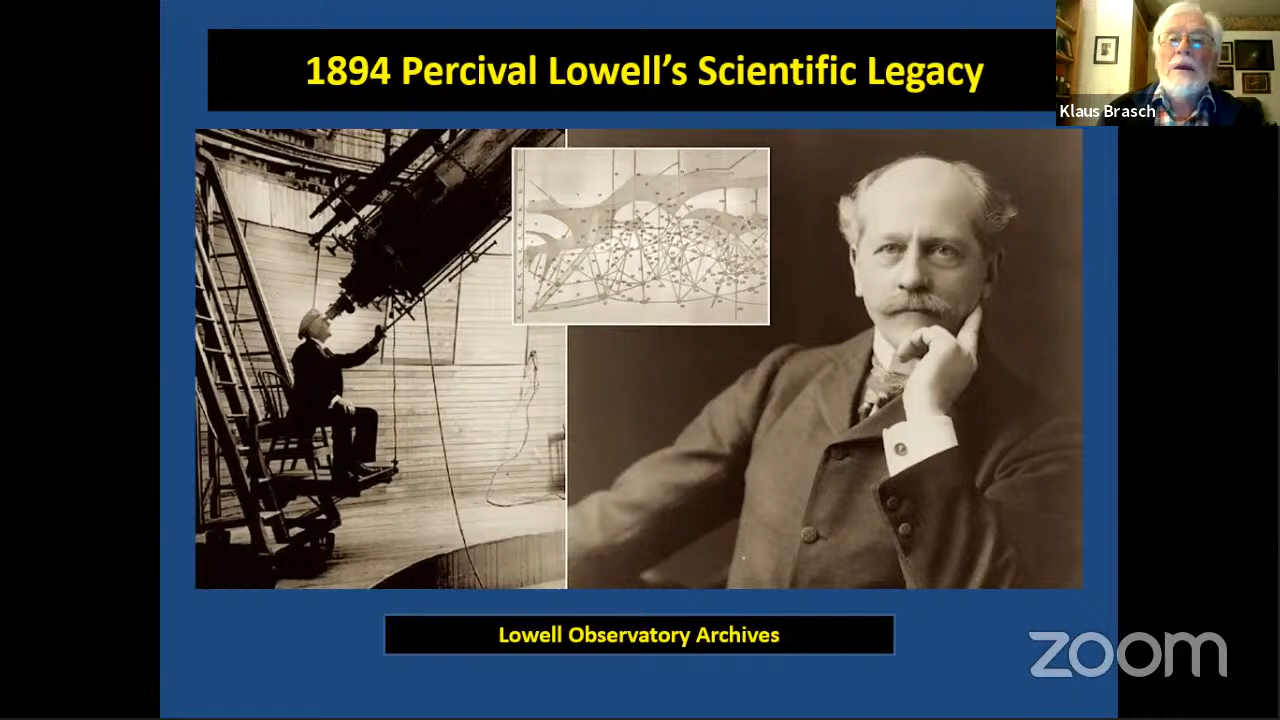 1894 Percival Lowell's Scientific Legacy
Klaus Brasch
Lowell Observatory Archives
zoom